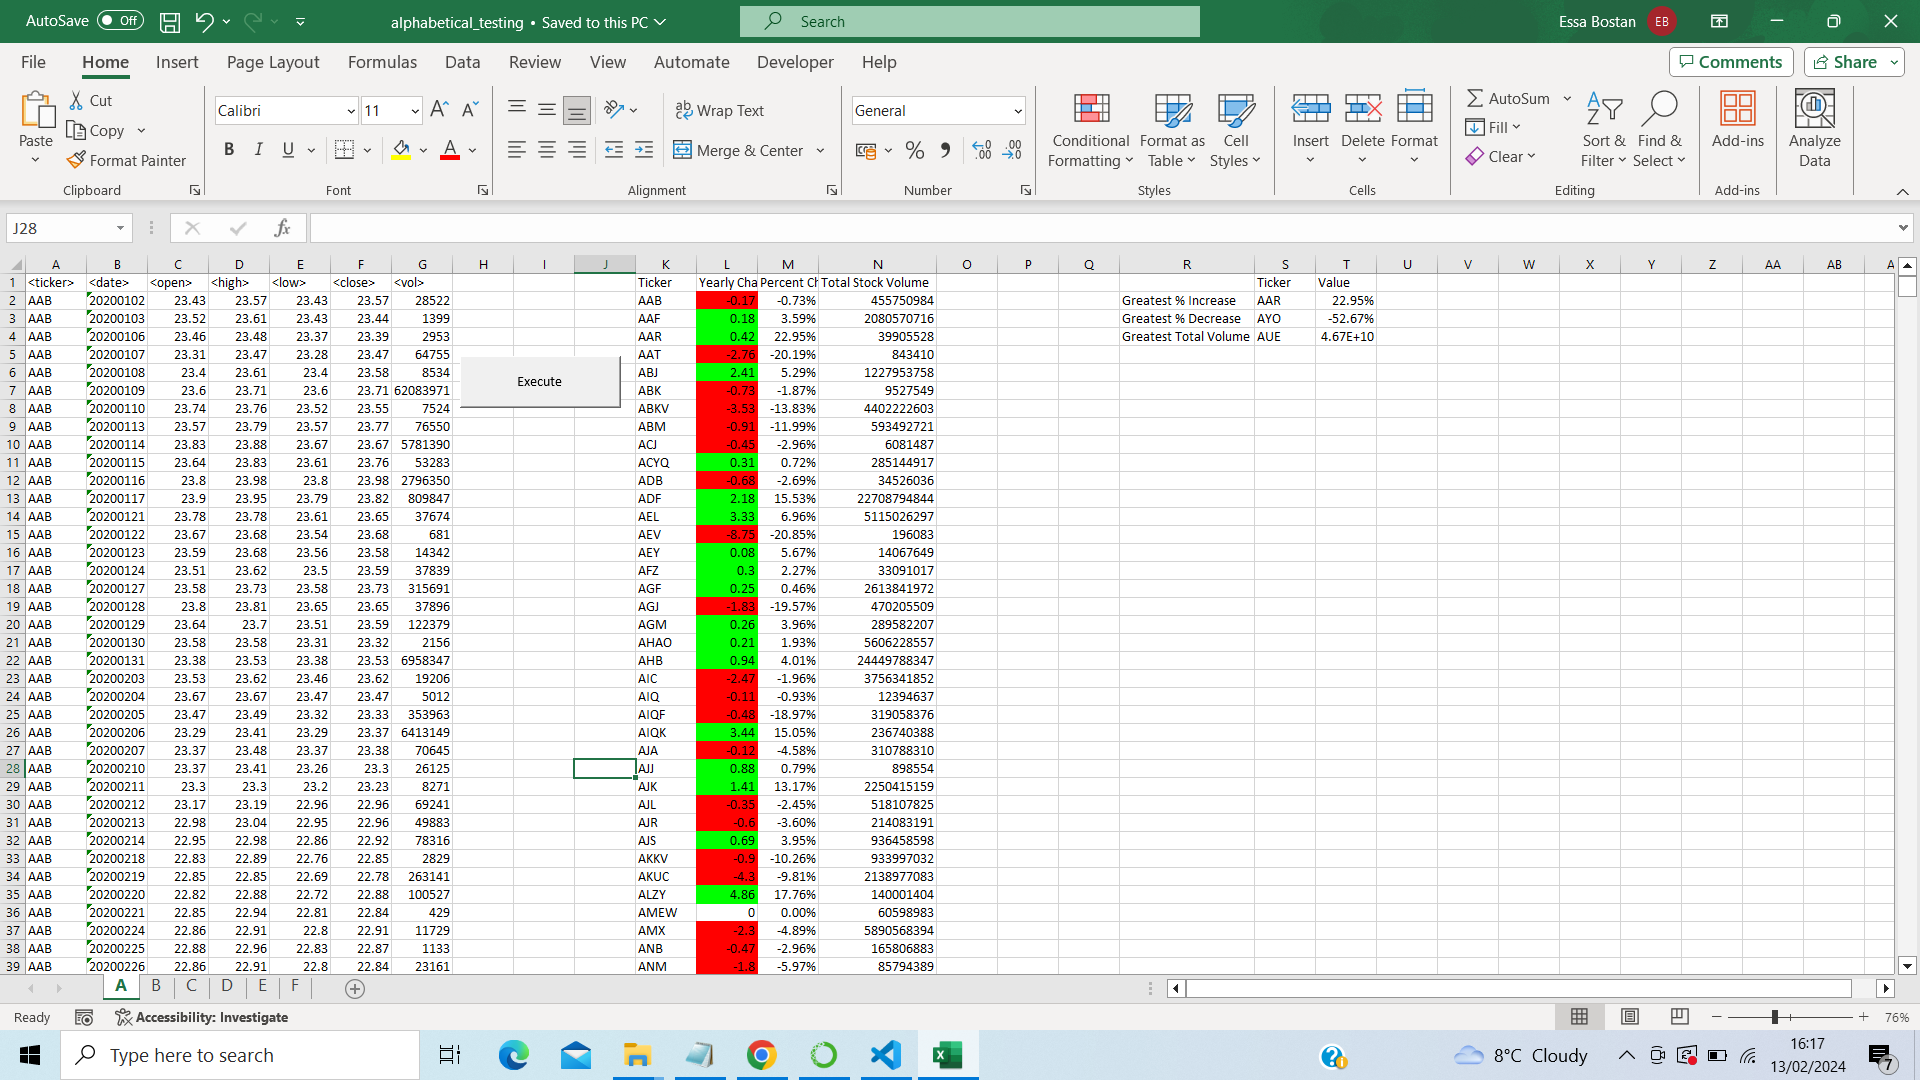 AutoSave Off alphabetical_testing • Saved to this PC Search Essa Bostan EB
File Home Insert Page Layout Formulas Data Review View Automate Developer Help Comments Share
Paste Cut Copy Format Painter Clipboard
Calibri 11 B I U A A Font
ab Wrap Text Merge & Center Alignment
General % Number
Conditional Formatting Format as Table Cell Styles Styles
Insert Delete Format Cells
AutoSum Fill Clear Sort & Filter Find & Select Editing
Add-ins Add-ins
Analyze Data
J28 fx
A B C D E F G H I J K L M N O P Q R S T U V W X Y Z AA AB A
1 <ticker> <date> <open> <high> <low> <close> <vol> Ticker Yearly Cha Percent Ch Total Stock Volume Ticker Value
2 AAB 20200102 23.43 23.57 23.43 23.57 28522 AAB -0.17 -0.73% 455750984 Greatest % Increase AAR 22.95%
3 AAB 20200103 23.52 23.61 23.43 23.44 1399 AAF 0.18 3.59% 2080570716 Greatest % Decrease AYO -52.67%
4 AAB 20200106 23.46 23.48 23.37 23.39 2953 AAR 0.42 22.95% 39905528 Greatest Total Volume AUE 4.67E+10
5 AAB 20200107 23.31 23.47 23.28 23.47 64755 AAT -2.76 -20.19% 843410
6 AAB 20200108 23.4 23.61 23.4 23.58 8534 Execute ABJ 2.41 5.29% 1227953758
7 AAB 20200109 23.6 23.71 23.6 23.71 62083971 ABK -0.73 -1.87% 9527549
8 AAB 20200110 23.74 23.76 23.52 23.55 7524 ABKV -3.53 -13.83% 4402222603
9 AAB 20200113 23.57 23.79 23.57 23.77 76550 ABM -0.91 -11.99% 593492721
10 AAB 20200114 23.83 23.88 23.67 23.67 5781390 ACJ -0.45 -2.96% 6081487
11 AAB 20200115 23.64 23.83 23.61 23.76 53283 ACYQ 0.31 0.72% 285144917
12 AAB 20200116 23.8 23.98 23.8 23.98 2796350 ADB -0.68 -2.69% 34526036
13 AAB 20200117 23.9 23.95 23.79 23.82 809847 ADF 2.18 15.53% 22708794844
14 AAB 20200121 23.78 23.78 23.61 23.65 37674 AEL 3.33 6.96% 5115026297
15 AAB 20200122 23.67 23.68 23.54 23.68 681 AEV -8.75 -20.85% 196083
16 AAB 20200123 23.59 23.68 23.56 23.58 14342 AEY 0.08 5.67% 14067649
17 AAB 20200124 23.51 23.62 23.5 23.59 37839 AFZ 0.3 2.27% 33091017
18 AAB 20200127 23.58 23.73 23.58 23.73 315691 AGF 0.25 0.46% 2613841972
19 AAB 20200128 23.8 23.81 23.65 23.65 37896 AGJ -1.83 -19.57% 470205509
20 AAB 20200129 23.64 23.7 23.51 23.59 122379 AGM 0.26 3.96% 289582207
21 AAB 20200130 23.58 23.58 23.31 23.32 2156 AHAO 0.21 1.93% 5606228557
22 AAB 20200131 23.38 23.53 23.38 23.53 6958347 AHB 0.94 4.01% 24449788347
23 AAB 20200203 23.53 23.62 23.46 23.62 19206 AIC -2.47 -1.96% 3756341852
24 AAB 20200204 23.67 23.67 23.47 23.47 5012 AIQ -0.11 -0.93% 12394637
25 AAB 20200205 23.47 23.49 23.32 23.33 353963 AIQF -0.48 -18.97% 319058376
26 AAB 20200206 23.29 23.41 23.29 23.37 6413149 AIQK 3.44 15.05% 236740388
27 AAB 20200207 23.37 23.48 23.37 23.38 70645 AJA -0.12 -4.58% 310788310
28 AAB 20200210 23.37 23.41 23.26 23.3 26125 AJJ 0.88 0.79% 898554
29 AAB 20200211 23.3 23.3 23.2 23.23 8271 AJK 1.41 13.17% 2250415159
30 AAB 20200212 23.17 23.19 22.96 22.96 69241 AJL -0.35 -2.45% 518107825
31 AAB 20200213 22.98 23.04 22.95 22.96 49883 AJR -0.6 -3.60% 214083191
32 AAB 20200214 22.95 22.98 22.86 22.92 78316 AJS 0.69 3.95% 936458598
33 AAB 20200218 22.83 22.89 22.76 22.85 2829 AKKV -0.9 -10.26% 933997032
34 AAB 20200219 22.85 22.85 22.69 22.78 263141 AKUC -4.3 -9.81% 2138977083
35 AAB 20200220 22.82 22.88 22.72 22.88 100527 ALZY 4.86 17.76% 140001404
36 AAB 20200221 22.85 22.94 22.81 22.84 429 AMEW 0 0.00% 60598983
37 AAB 20200224 22.86 22.91 22.8 22.91 11729 AMX -2.3 -4.89% 5890568394
38 AAB 20200225 22.88 22.96 22.83 22.87 1133 ANB -0.47 -2.96% 165806883
39 AAB 20200226 22.86 22.91 22.8 22.84 23161 ANM -1.8 -5.97% 85794389
A B C D E F
Ready Accessibility: Investigate 76%
Type here to search 8°C Cloudy 16:17 13/02/2024 7